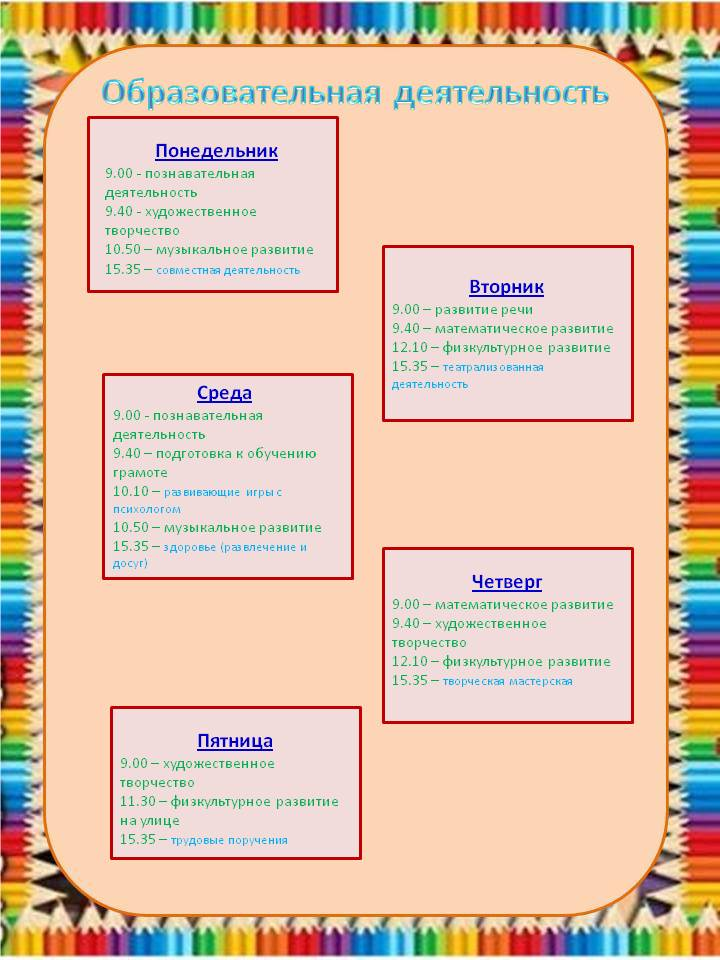 Образовательная деятельность
Понедельник
9.00 - познавательная
деятельность
9.40 - художественное
творчество
10.50 – музыкальное развитие
15.35 – совместная деятельность
Вторник
9.00 – развитие речи
9.40 – математическое развитие
12.10 – физкультурное развитие
15.35 – театрализованная
деятельность
Среда
9.00 - познавательная
деятельность
9.40 – подготовка к обучению
грамоте
10.10 – развивающие игры с
психологом
10.50 – музыкальное развитие
15.35 – здоровье (развлечение и
досуг)
Четверг
9.00 – математическое развитие
9.40 – художественное
творчество
12.10 – физкультурное развитие
15.35 – творческая мастерская
Пятница
9.00 – художественное
творчество
11.30 – физкультурное развитие
на улице
15.35 – трудовые поручения